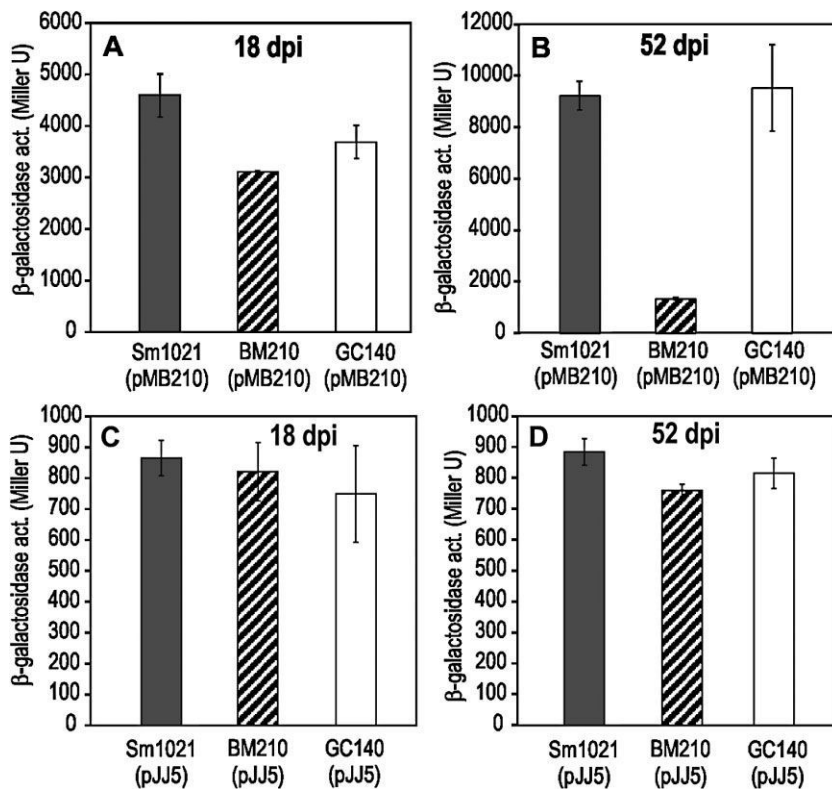 A
18 dpi
β-galactosidase act. (Miller U)
6000
5000
4000
3000
2000
1000
0
Sm1021
(pMB210)
BM210
(pMB210)
GC140
(pMB210)
B
52 dpi
β-galactosidase act. (Miller U)
12000
10000
8000
6000
4000
2000
0
Sm1021
(pMB210)
BM210
(pMB210)
GC140
(pMB210)
C
18 dpi
β-galactosidase act. (Miller U)
1000
900
800
700
600
500
400
300
200
100
0
Sm1021
(pJJ5)
BM210
(pJJ5)
GC140
(pJJ5)
D
52 dpi
β-galactosidase act. (Miller U)
1000
900
800
700
600
500
400
300
200
100
0
Sm1021
(pJJ5)
BM210
(pJJ5)
GC140
(pJJ5)